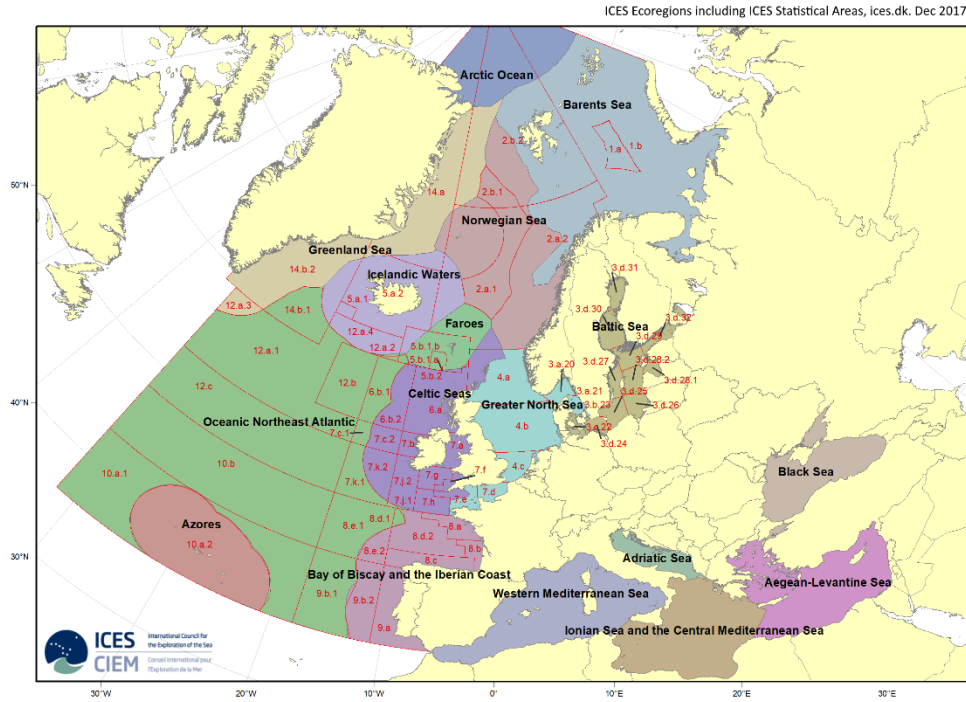 ICES Ecoregions including ICES Statistical Areas, ices.dk. Dec 2017
Arctic Ocean
Barents Sea
2.b.2
1.a
1.b
50°N
14.a
2.b.1
Norwegian Sea
2.a.2
Greenland Sea
14.b.2
Icelandic Waters
3.d.31
5.a.1
5.a.2
2.a.1
12.a.3
14.b.1
3.d.30
3.d.32
Faroes
Baltic Sea
12.a.4
3.d.29
12.a.2
5.b.1.b
12.a.1
5.b.1.a
3.a.20
3.d.27
3.d.28.2
5.b.2
4.a
3.d.28.1
12.c
12.b
6.b.1
Celtic Seas
3.a.21
3.d.25
40°N
6.a
Greater North Sea
3.b.23
3.d.26
Oceanic Northeast Atlantic
6.b.2
4.b
3.c.22
7.c.1
7.c.2
7.b
7.a
3.d.24
10.a.1
10.b
7.k.2
7.g
7.f
4.c
Black Sea
7.k.1
7.j.2
7.d
7.j.1
7.h
7.e
Azores
8.d.1
8.e.1
8.a
8.d.2
10.a.2
8.e.2
8.b
30°N
8.c
Adriatic Sea
Bay of Biscay and the Iberian Coast
Aegean-Levantine Sea
9.b.1
9.b.2
Western Mediterranean Sea
9.a
Ionian Sea and the Central Mediterranean Sea
ICES
International Council for
the Exploration of the Sea
CIEM
Conseil International pour
l'Exploration de la Mer
30°W
20°W
10°W
0°
10°E
20°E
30°E